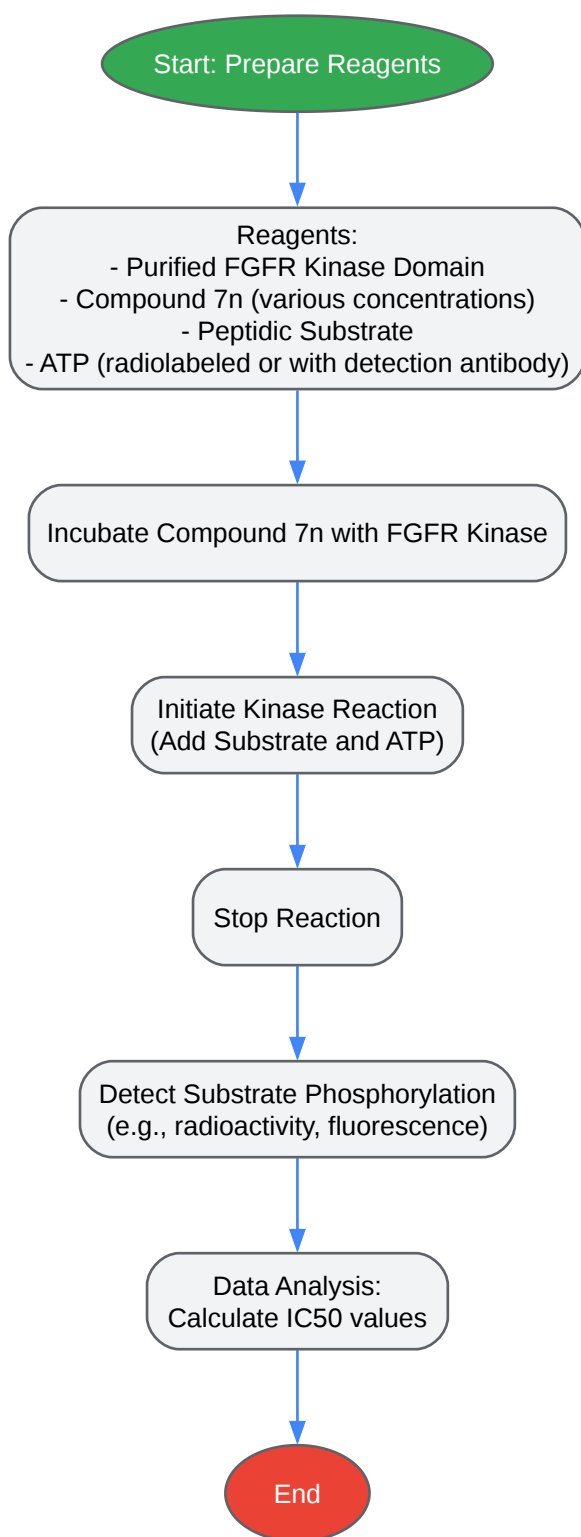 Start: Prepare Reagents
Reagents:
- Purified FGFR Kinase Domain
- Compound 7n (various concentrations)
- Peptidic Substrate
- ATP (radiolabeled or with detection antibody)
Incubate Compound 7n with FGFR Kinase
Initiate Kinase Reaction
(Add Substrate and ATP)
Stop Reaction
Detect Substrate Phosphorylation
(e.g., radioactivity, fluorescence)
Data Analysis:
Calculate IC50 values
End